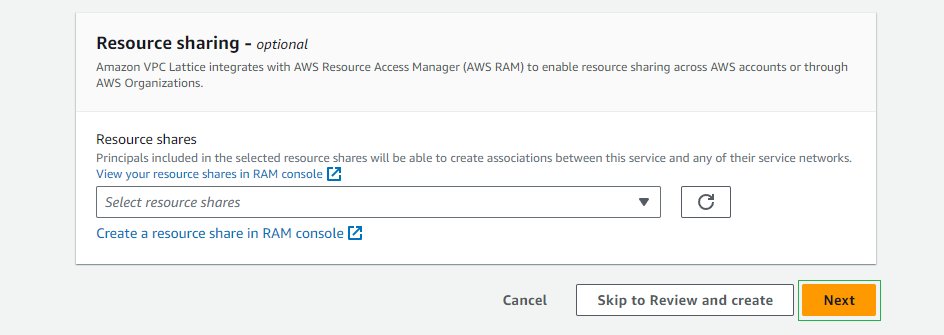 Resource sharing - optional
Amazon VPC Lattice integrates with AWS Resource Access Manager (AWS RAM) to enable resource sharing across AWS accounts or through
AWS Organizations.
Resource shares
Principals included in the selected resource shares will be able to create associations between this service and any of their service networks.
View your resource shares in RAM console
Select resource shares
Create a resource share in RAM console
Cancel Skip to Review and create Next